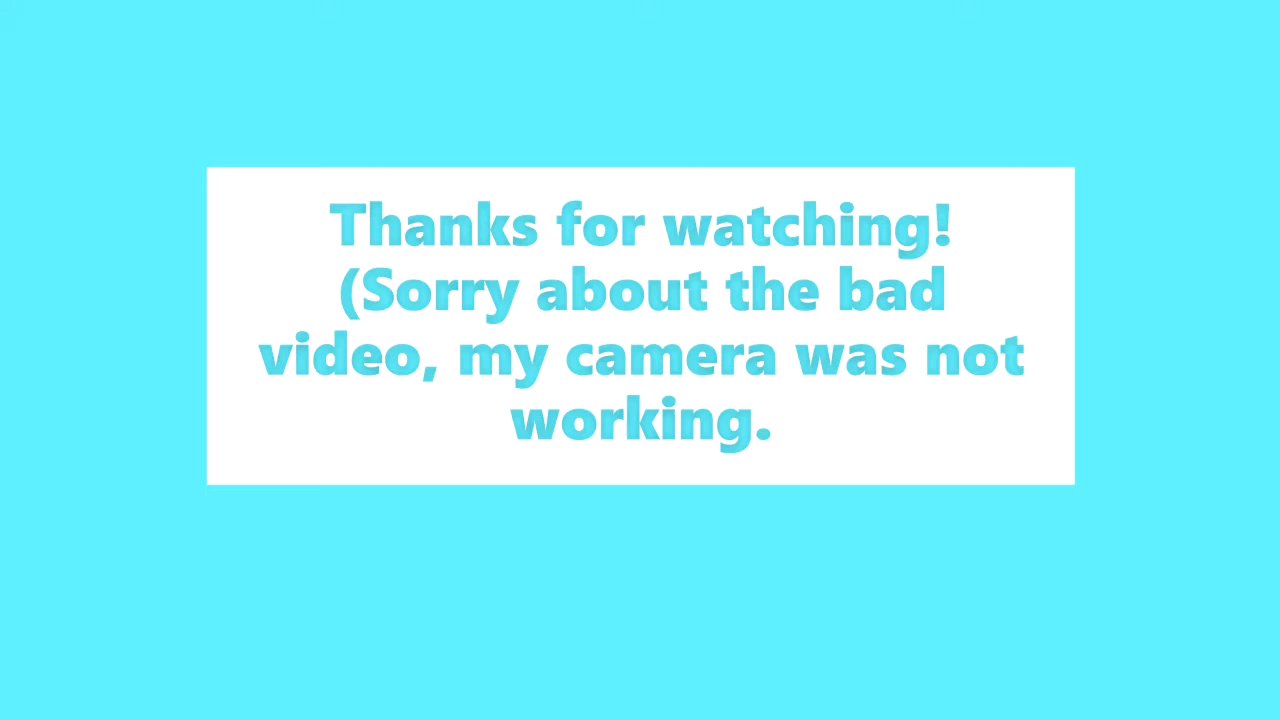 Thanks for watching!
(Sorry about the bad
video, my camera was not
working.